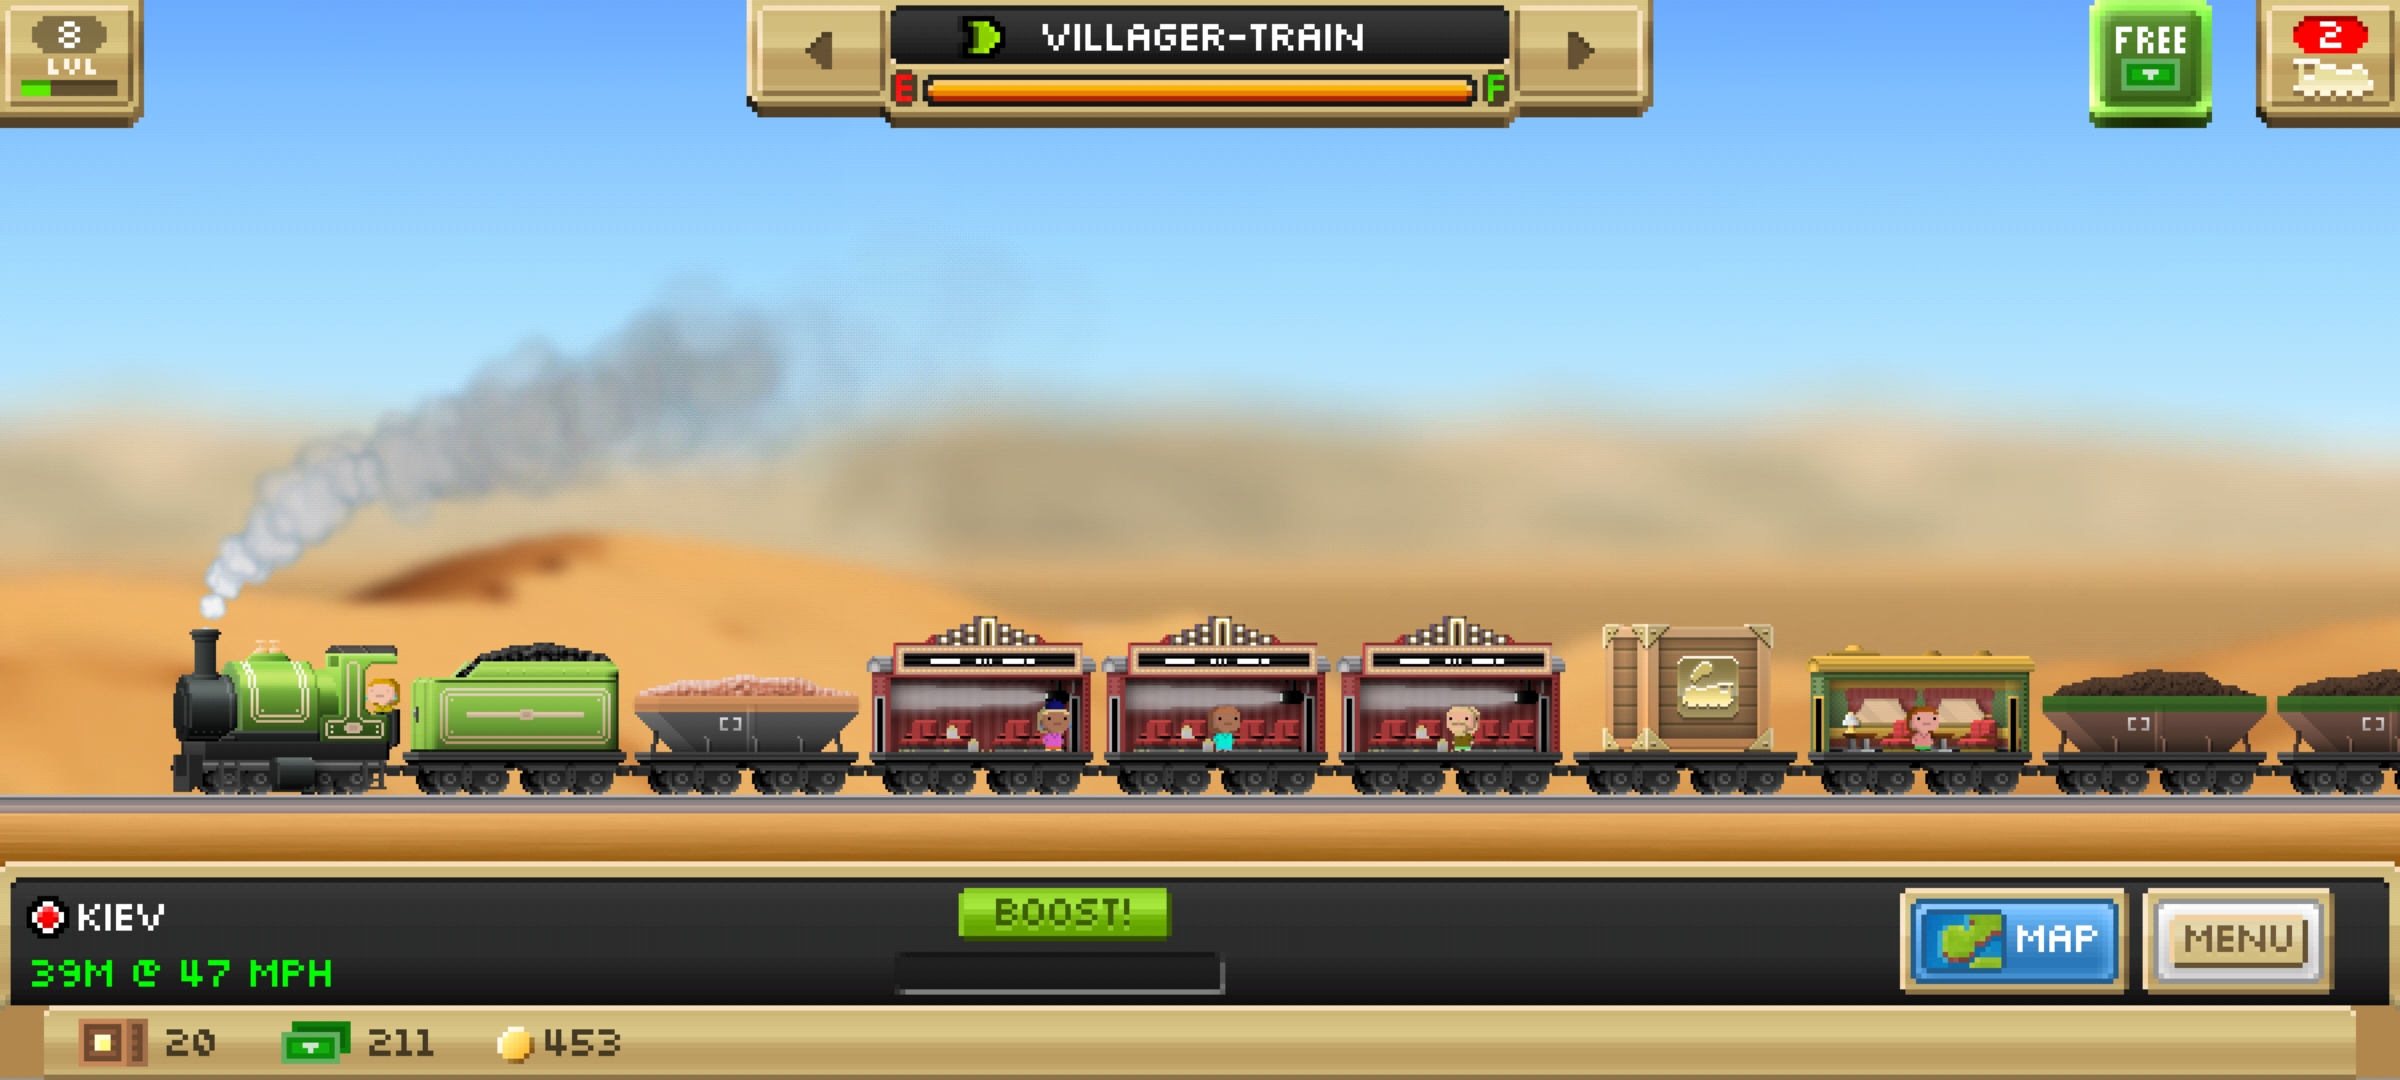 8
LVL
VILLAGER-TRAIN
E F
FREE
2
KIEV
39M @ 47 MPH
BOOST!
MAP
MENU
20 211 453